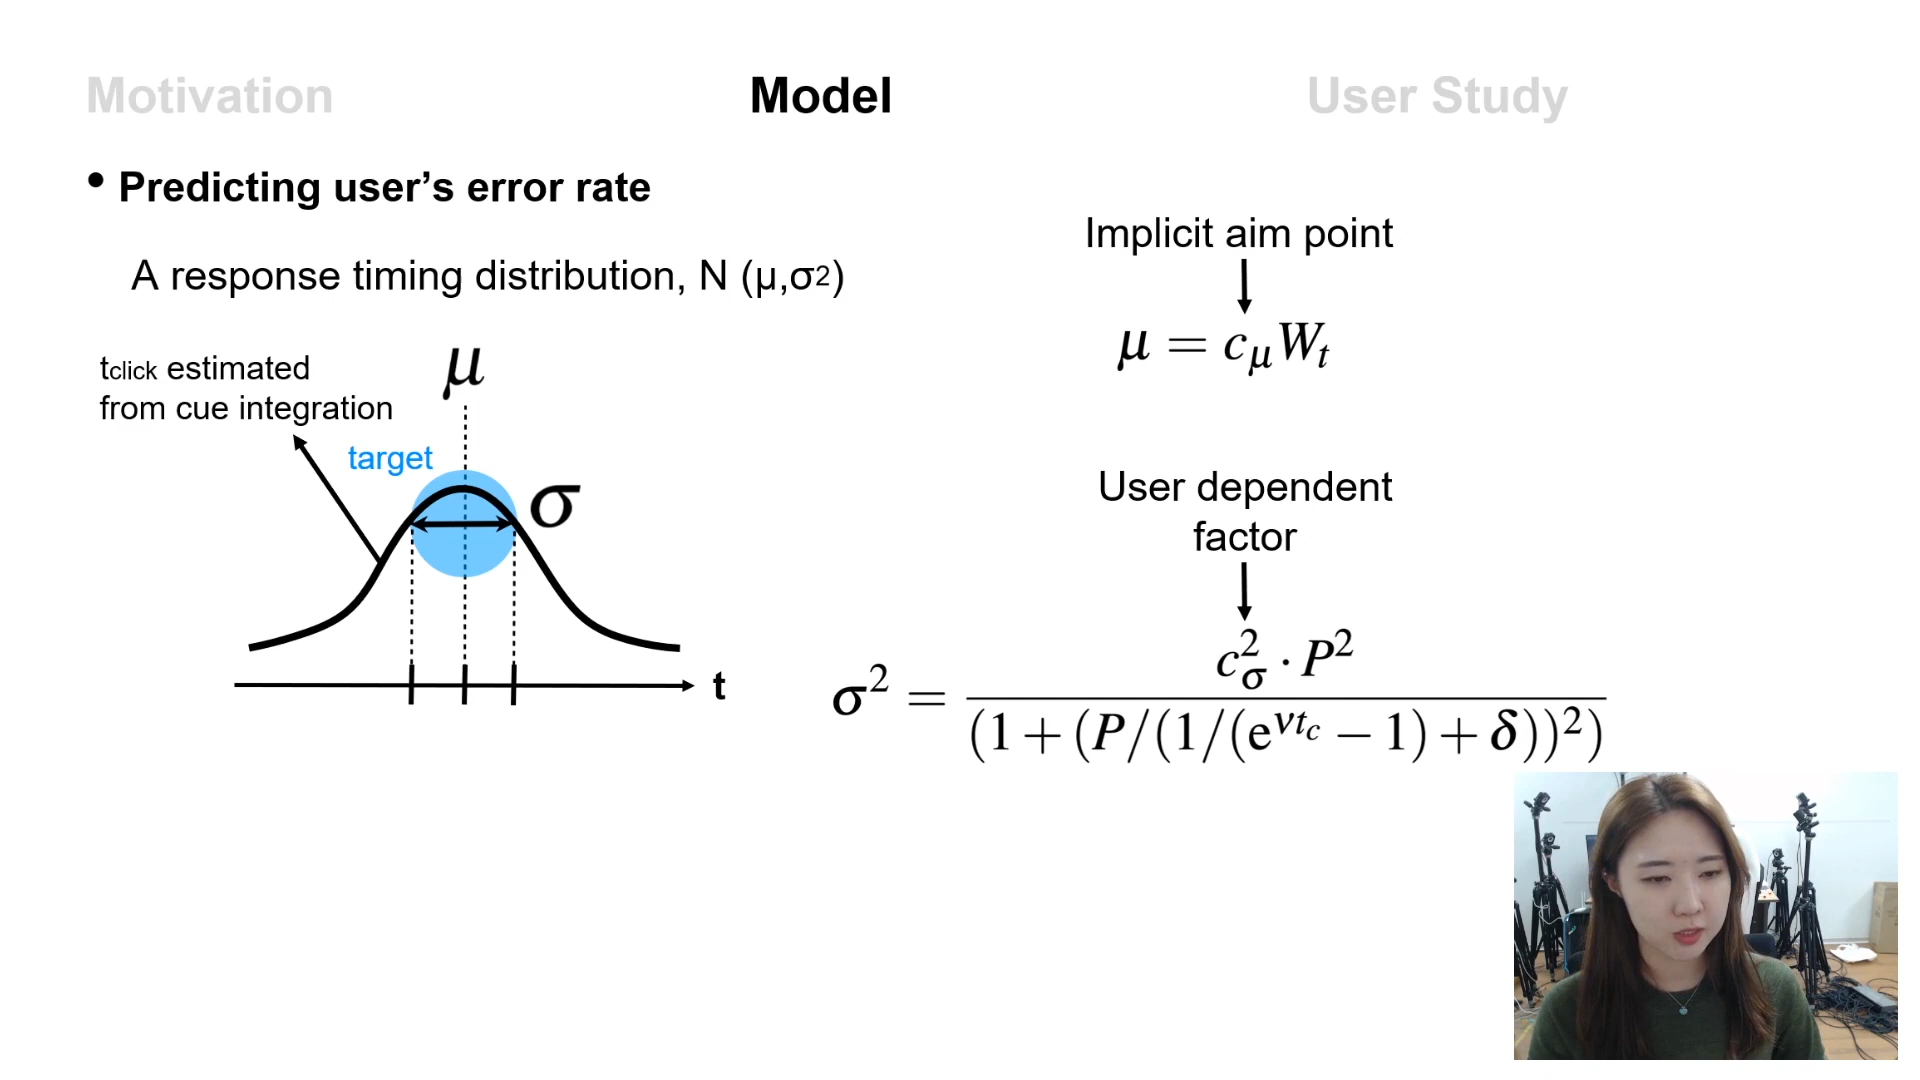 Motivation Model User Study
• Predicting user’s error rate
A response timing distribution, N (μ,σ2)
tclick estimated
from cue integration
μ
target
σ
t
Implicit aim point
μ = c_μ W_t
User dependent
factor
σ² = c_σ² · P² / (1 + (P/(1/(e^{νt_c} − 1) + δ))²)